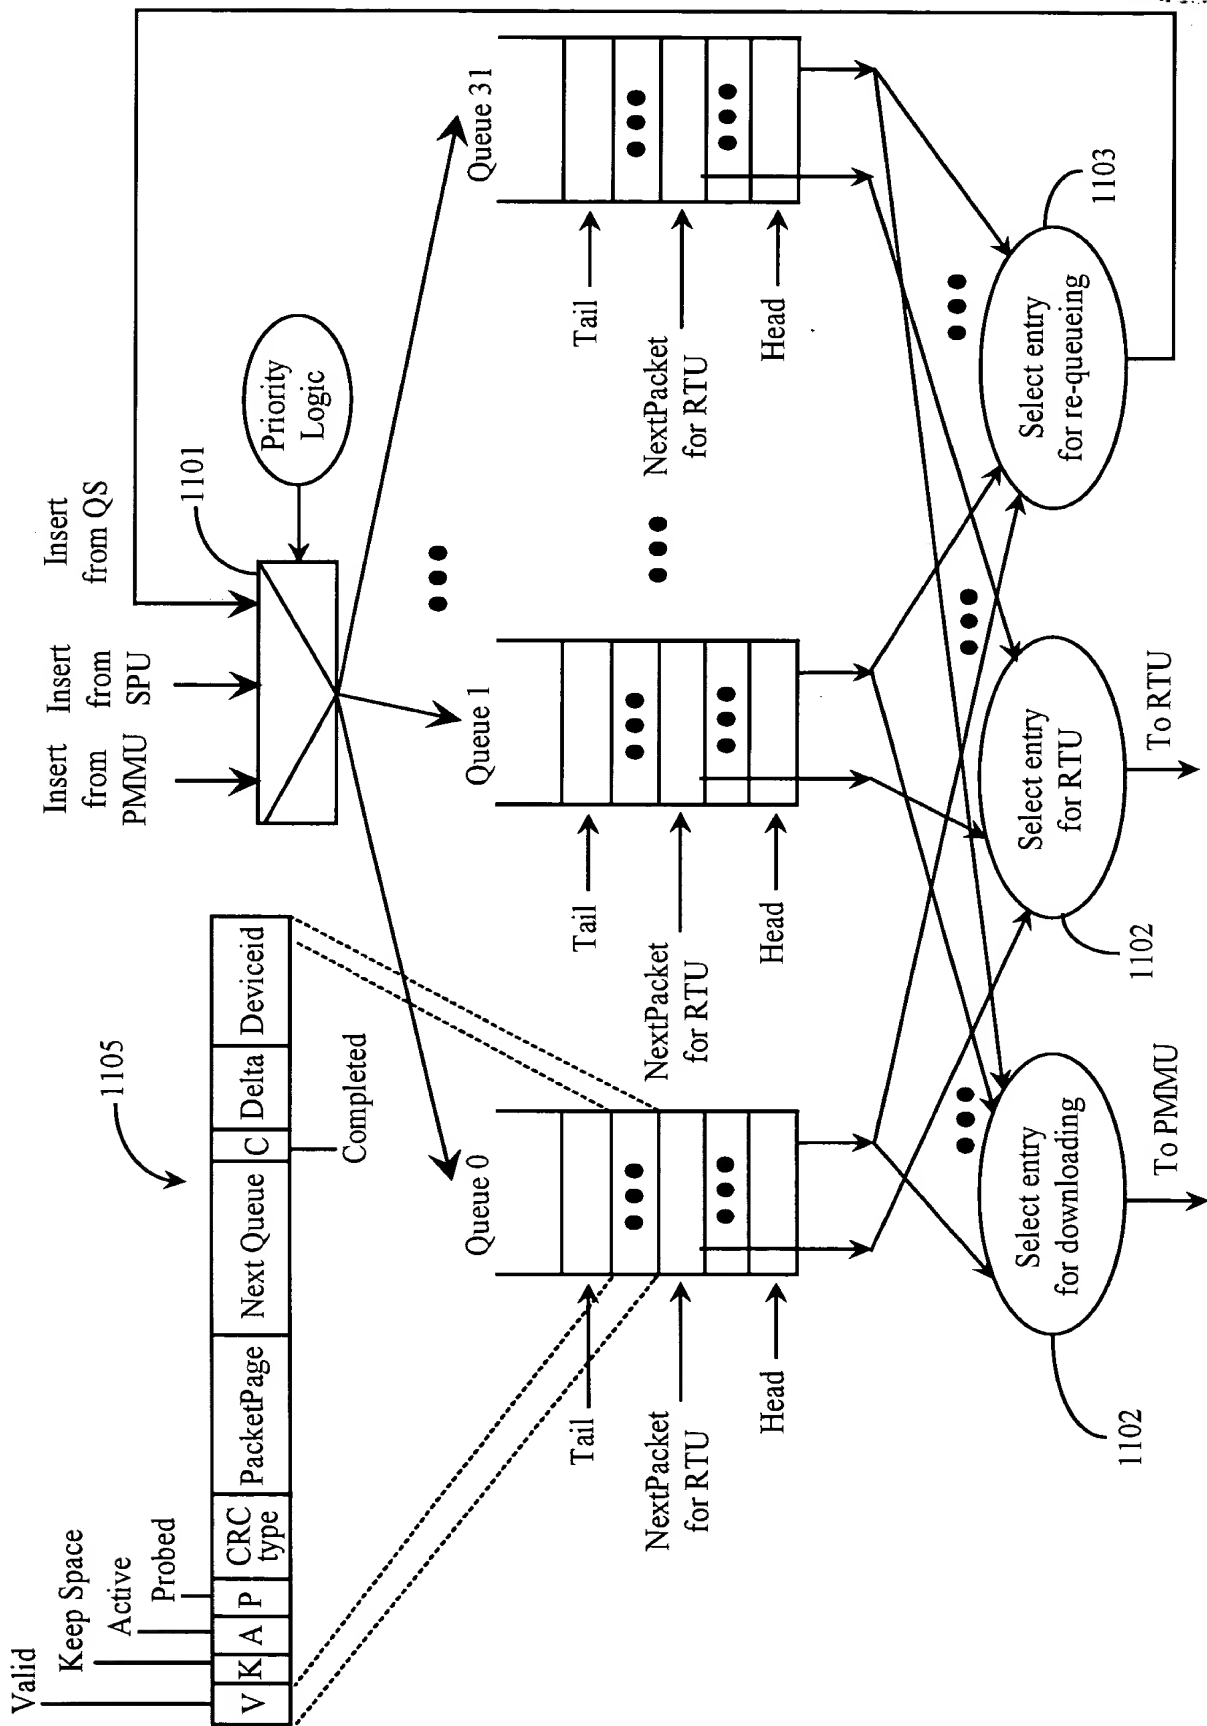 Valid
Keep Space
Active
Probed
V
K
A
P
CRC
type
PacketPage
Next Queue
C
Delta
Deviceid
Completed
1105
Insert
from
PMMU
Insert
from
SPU
Insert
from QS
1101
Priority
Logic
Queue 0
Queue 1
Queue 31
Tail
NextPacket
for RTU
Head
Tail
NextPacket
for RTU
Head
Tail
NextPacket
for RTU
Head
Select entry
for downloading
Select entry
for RTU
Select entry
for re-queueing
1102
1102
1103
To PMMU
To RTU